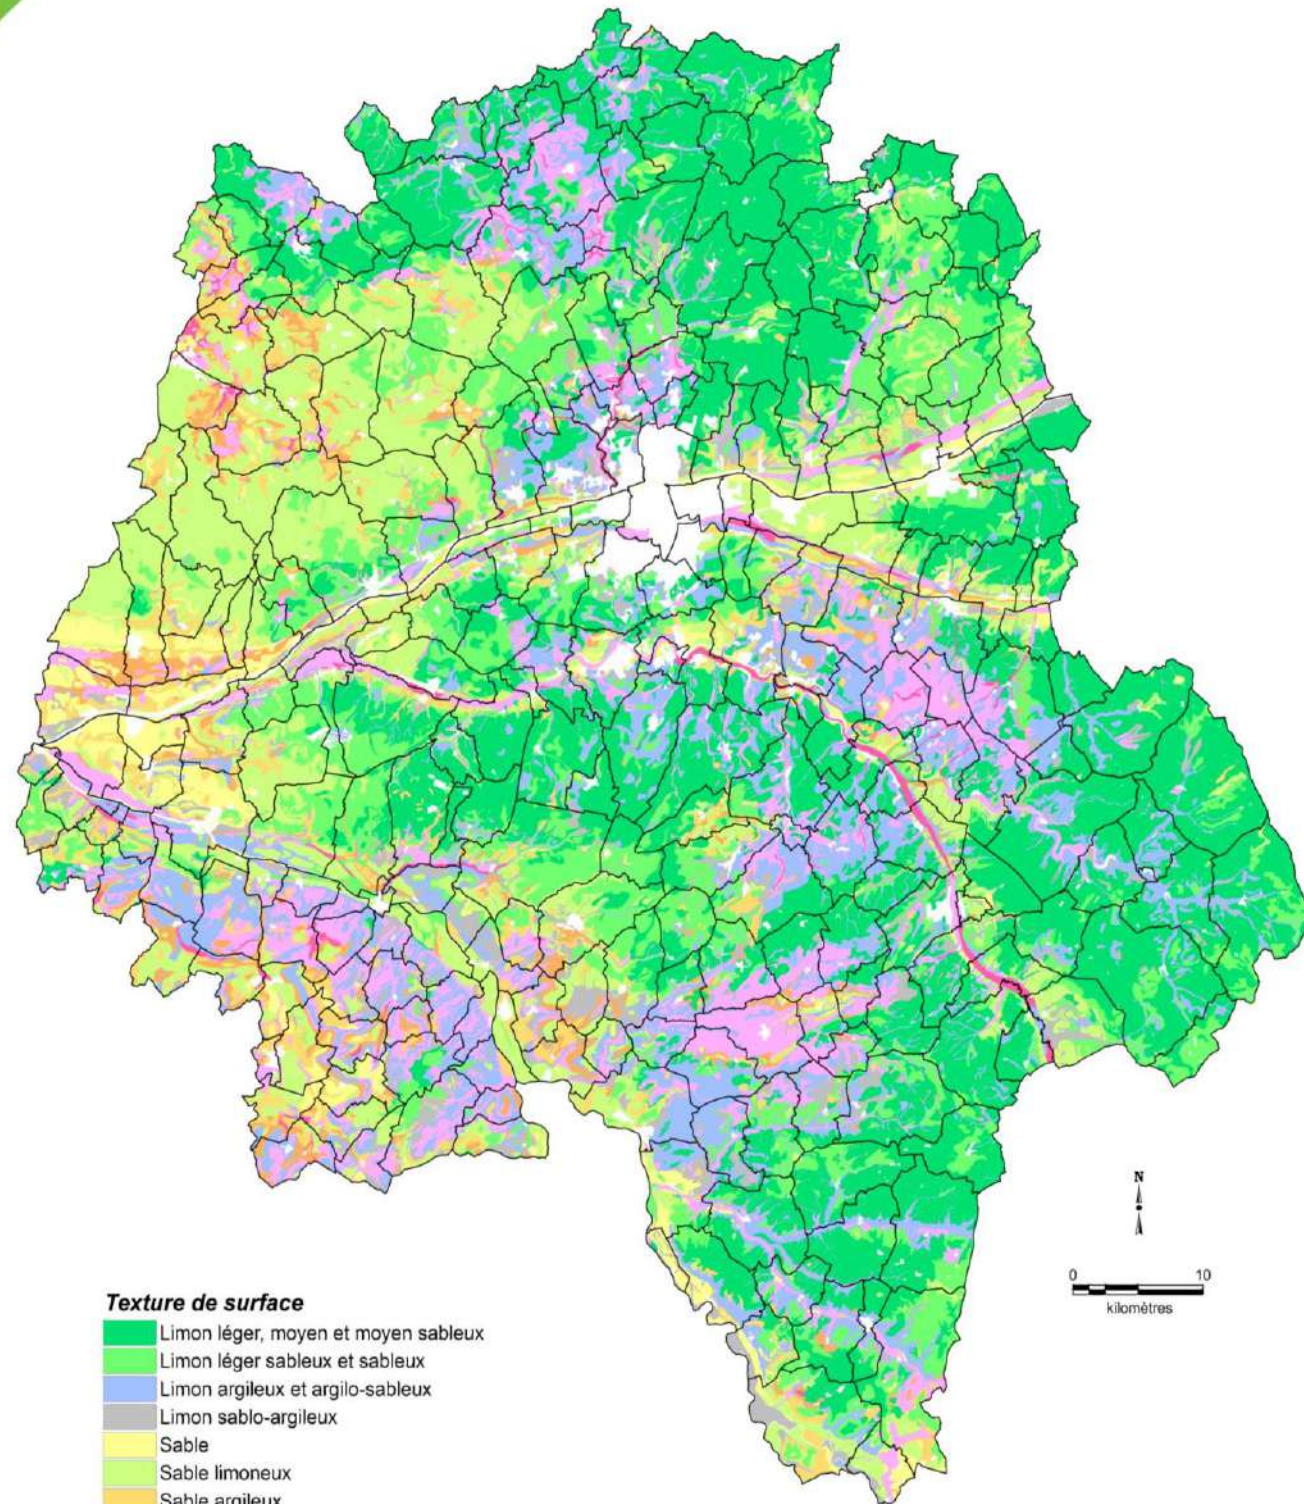 N
0 10
kilomètres
Texture de surface
Limon léger, moyen et moyen sableux
Limon léger sableux et sableux
Limon argileux et argilo-sableux
Limon sablo-argileux
Sable
Sable limoneux
Sable argileux